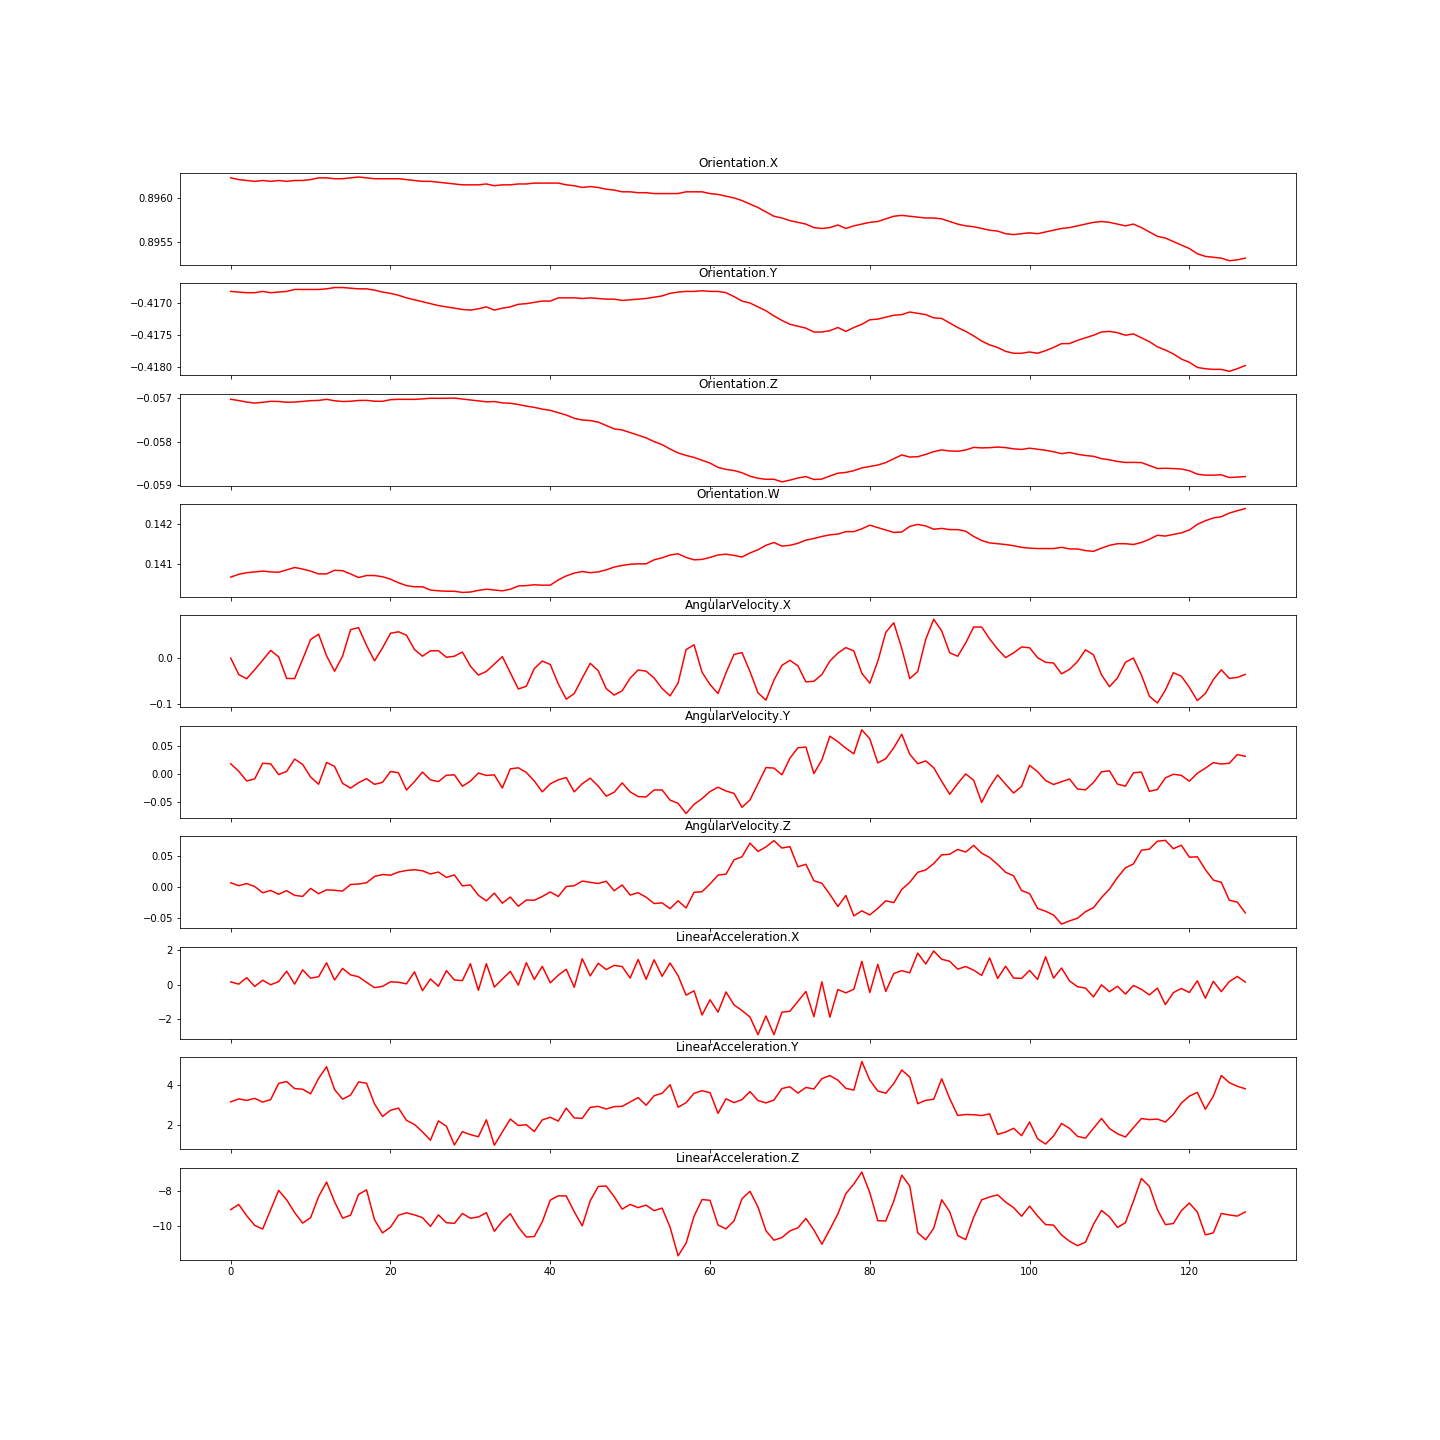 Orientation.X
0.8960
0.8955
Orientation.Y
−0.4170
−0.4175
−0.4180
Orientation.Z
−0.057
−0.058
−0.059
Orientation.W
0.142
0.141
AngularVelocity.X
0.0
−0.1
AngularVelocity.Y
0.05
0.00
−0.05
AngularVelocity.Z
0.05
0.00
−0.05
LinearAcceleration.X
2
0
−2
LinearAcceleration.Y
4
2
LinearAcceleration.Z
−8
−10
0 20 40 60 80 100 120